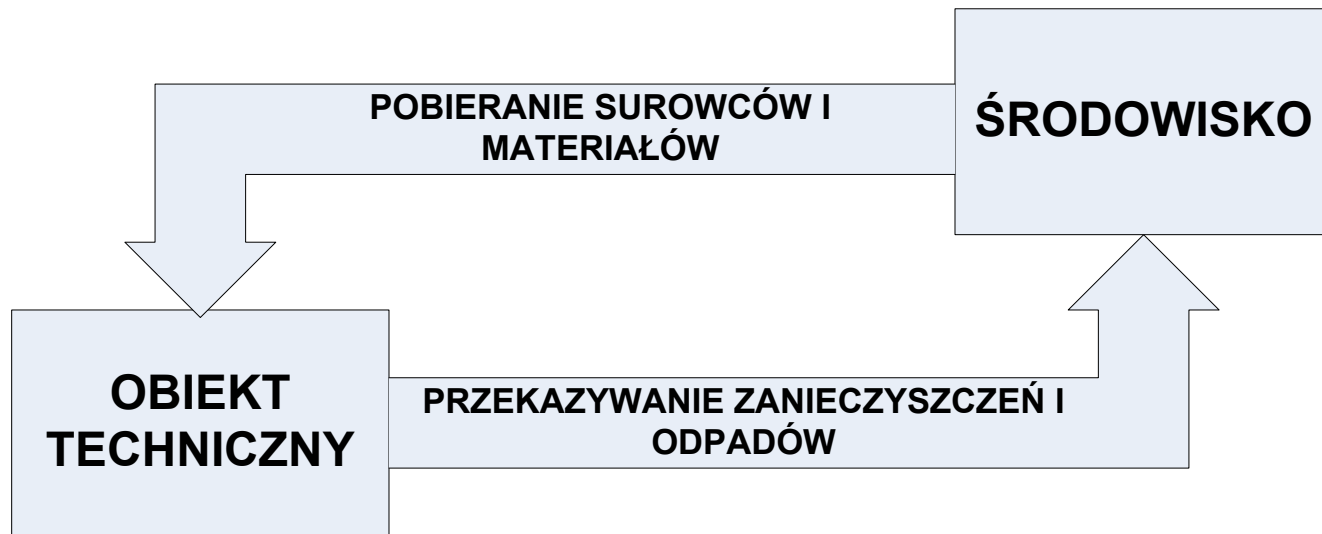 POBIERANIE SUROWCÓW I
MATERIAŁÓW
ŚRODOWISKO
OBIEKT
TECHNICZNY
PRZEKAZYWANIE ZANIECZYSZCZEŃ I
ODPADÓW